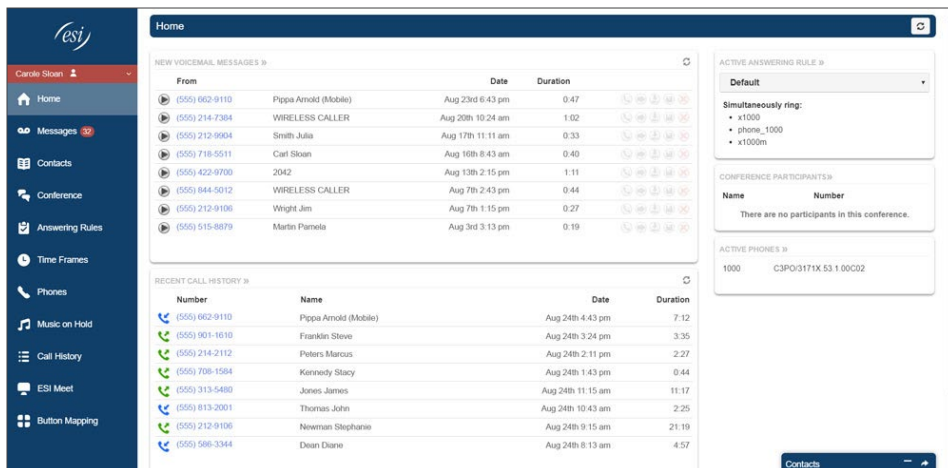 esi
Carole Sloan
Home
Messages 32
Contacts
Conference
Answering Rules
Time Frames
Phones
Music on Hold
Call History
ESI Meet
Button Mapping
Home
NEW VOICEMAIL MESSAGES »
From Date Duration
(555) 662-9110 Pippa Arnold (Mobile) Aug 23rd 6:43 pm 0:47
(555) 214-7384 WIRELESS CALLER Aug 20th 10:24 am 1:02
(555) 212-9904 Smith Julia Aug 17th 11:11 am 0:33
(555) 718-5511 Carl Sloan Aug 16th 8:43 am 0:40
(555) 422-9700 2042 Aug 13th 2:15 pm 1:11
(555) 844-5012 WIRELESS CALLER Aug 7th 2:43 pm 0:44
(555) 212-9106 Wright Jim Aug 7th 1:15 pm 0:27
(555) 515-8879 Martin Pamela Aug 3rd 3:13 pm 0:19
RECENT CALL HISTORY »
Number Name Date Duration
(555) 662-9110 Pippa Arnold (Mobile) Aug 24th 4:43 pm 7:12
(555) 901-1610 Franklin Steve Aug 24th 3:24 pm 3:35
(555) 214-2112 Peters Marcus Aug 24th 2:11 pm 2:27
(555) 708-1584 Kennedy Stacy Aug 24th 1:43 pm 0:44
(555) 313-5480 Jones James Aug 24th 11:15 am 11:17
(555) 813-2001 Thomas John Aug 24th 10:43 am 2:25
(555) 212-9106 Newman Stephanie Aug 24th 9:15 am 21:19
(555) 586-3344 Dean Diane Aug 24th 8:13 am 4:57
ACTIVE ANSWERING RULE »
Default
Simultaneously ring:
• x1000
• phone_1000
• x1000m
CONFERENCE PARTICIPANTS»
Name Number
There are no participants in this conference.
ACTIVE PHONES »
1000 C3PO/3171X.53.1.00C02
Contacts